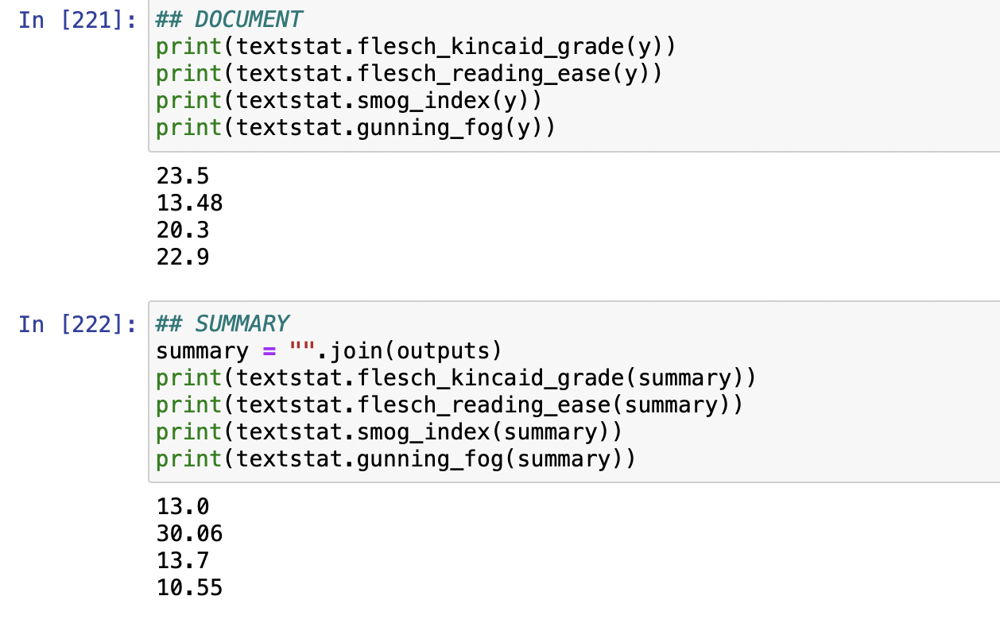 In [221]: ## DOCUMENT
print(textstat.flesch_kincaid_grade(y))
print(textstat.flesch_reading_ease(y))
print(textstat.smog_index(y))
print(textstat.gunning_fog(y))
23.5
13.48
20.3
22.9
In [222]: ## SUMMARY
summary = "".join(outputs)
print(textstat.flesch_kincaid_grade(summary))
print(textstat.flesch_reading_ease(summary))
print(textstat.smog_index(summary))
print(textstat.gunning_fog(summary))
13.0
30.06
13.7
10.55